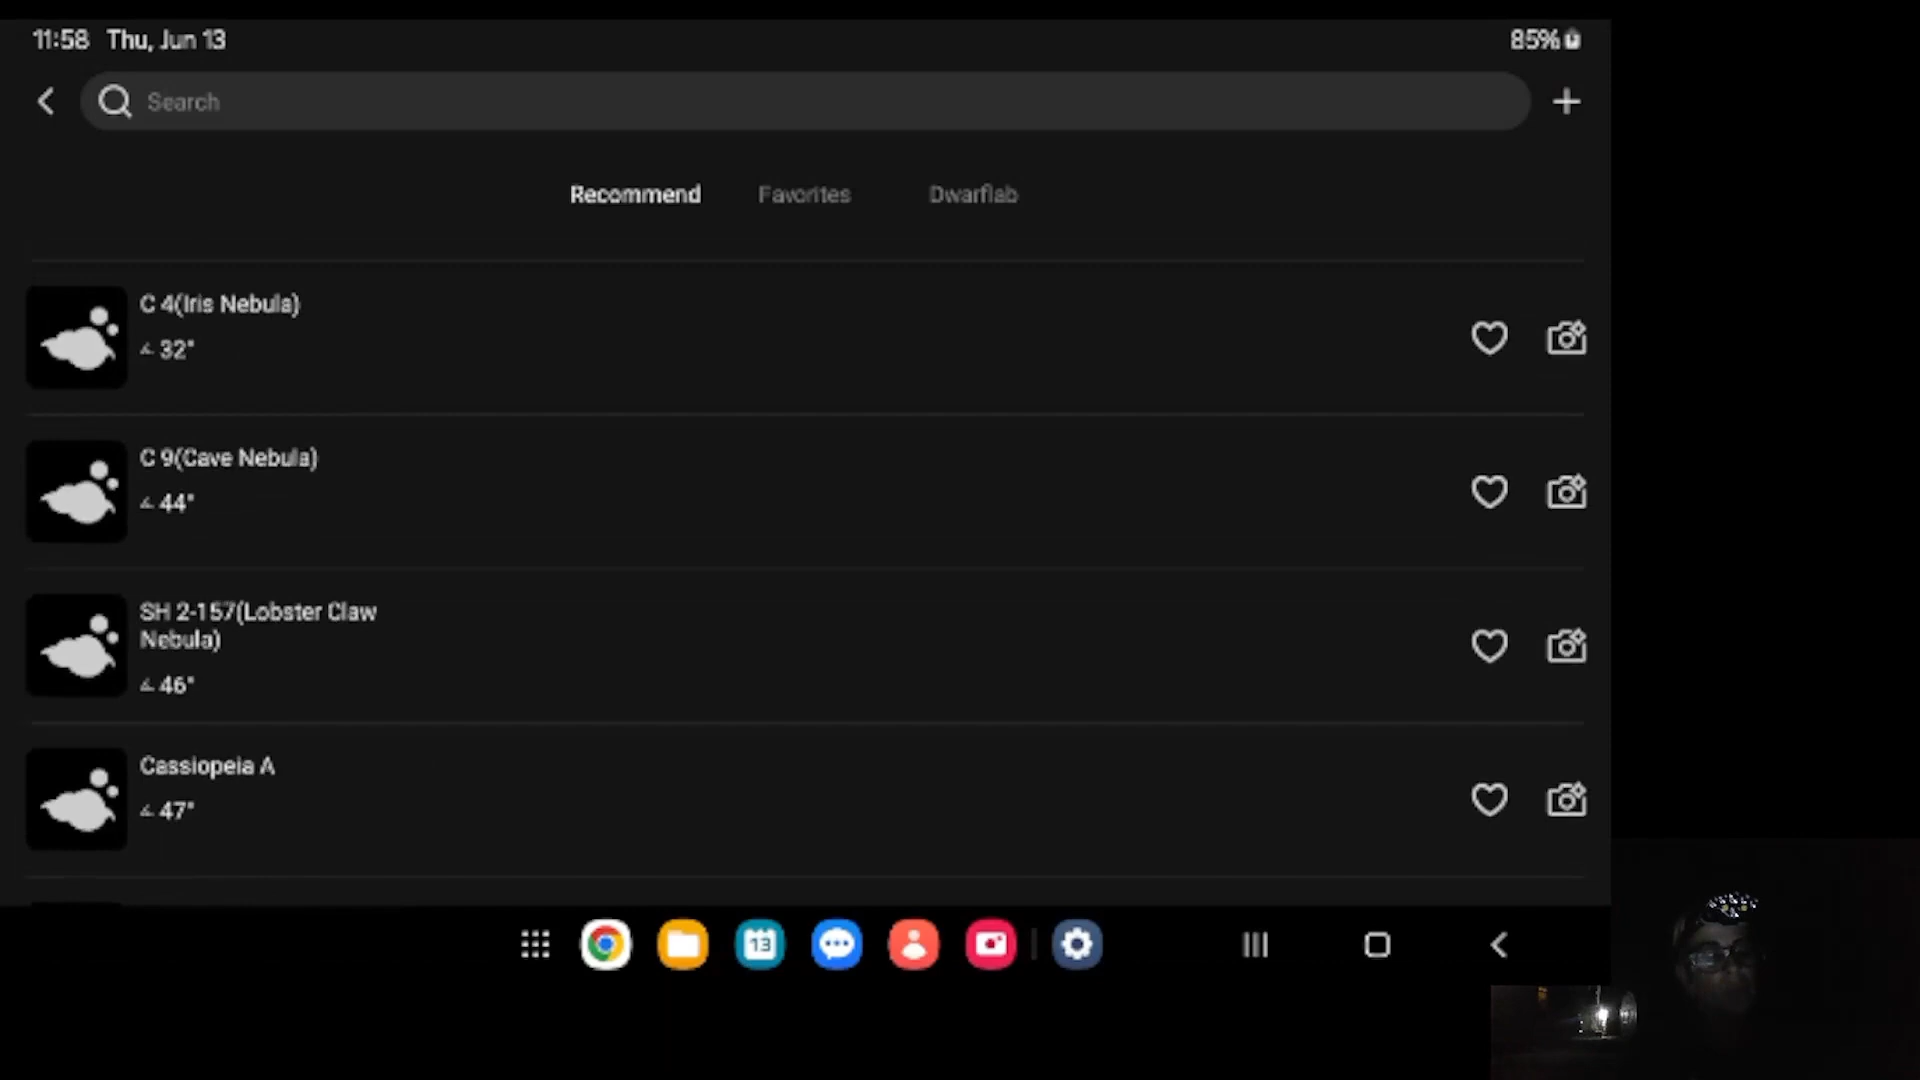 11:58 Thu, Jun 13
85%
Search
Recommend Favorites Dwarflab
C 4(Iris Nebula)
32°
C 9(Cave Nebula)
44°
SH 2-157(Lobster Claw
Nebula)
46°
Cassiopeia A
47°
13